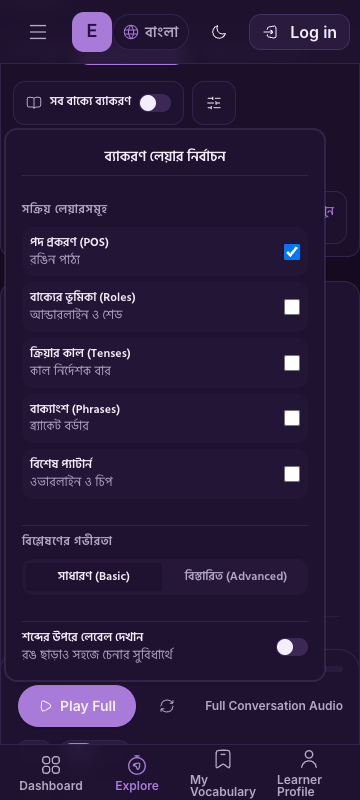 E
বাংলা
Log in
সব বাক্যে ব্যাকরণ
ব্যাকরণ লেয়ার নির্বাচন
সক্রিয় লেয়ারসমূহ
পদ প্রকরণ (POS)
রঙিন পাঠ্য
বাক্যের ভূমিকা (Roles)
আন্ডারলাইন ও শেড
ক্রিয়ার কাল (Tenses)
কাল নির্দেশক বার
বাক্যাংশ (Phrases)
ব্র্যাকেট বর্ডার
বিশেষ প্যাটার্ন
ওভারলাইন ও চিপ
বিশ্লেষণের গভীরতা
সাধারণ (Basic)
বিস্তারিত (Advanced)
শব্দের উপরে লেবেল দেখান
রঙ ছাড়াও সহজে চেনার সুবিধার্থে
Play Full
Full Conversation Audio
Dashboard
Explore
My
Vocabulary
Learner
Profile